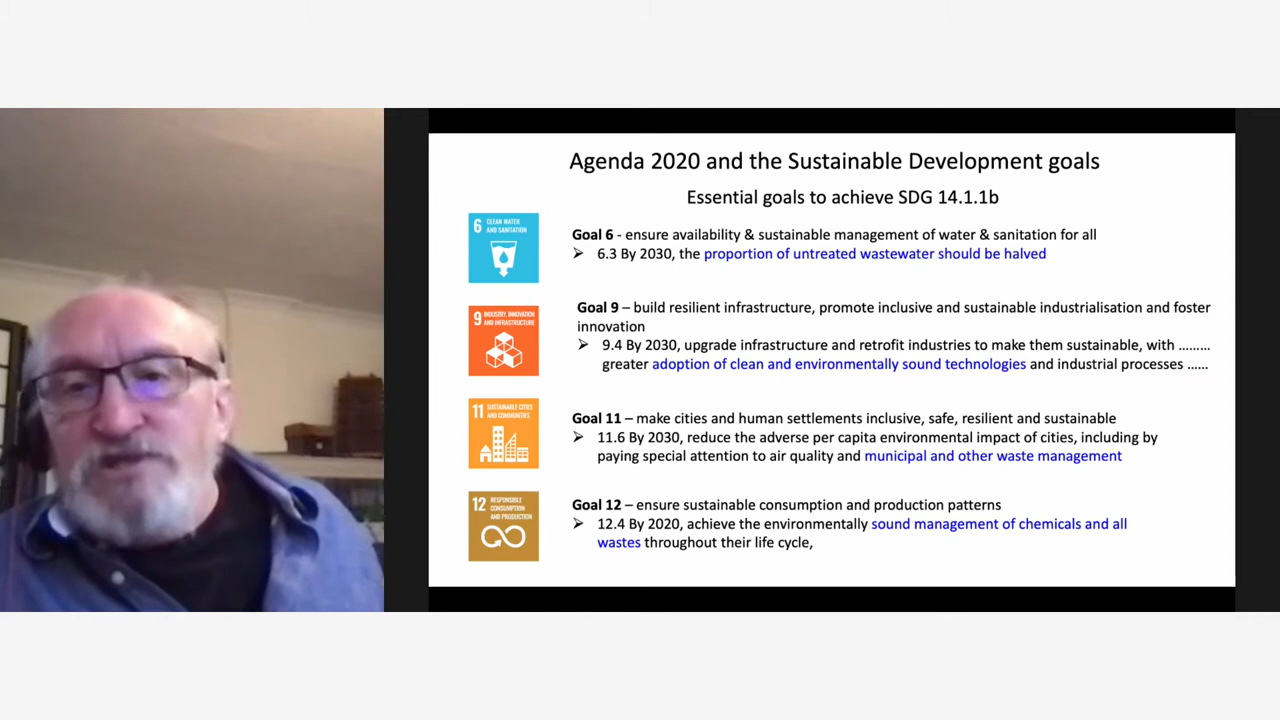 Agenda 2020 and the Sustainable Development goals
Essential goals to achieve SDG 14.1.1b
6 CLEAN WATER
AND SANITATION
Goal 6 - ensure availability & sustainable management of water & sanitation for all
➢ 6.3 By 2030, the proportion of untreated wastewater should be halved
9 INDUSTRY, INNOVATION
AND INFRASTRUCTURE
Goal 9 – build resilient infrastructure, promote inclusive and sustainable industrialisation and foster
innovation
➢ 9.4 By 2030, upgrade infrastructure and retrofit industries to make them sustainable, with .........
greater adoption of clean and environmentally sound technologies and industrial processes ......
11 SUSTAINABLE CITIES
AND COMMUNITIES
Goal 11 – make cities and human settlements inclusive, safe, resilient and sustainable
➢ 11.6 By 2030, reduce the adverse per capita environmental impact of cities, including by
paying special attention to air quality and municipal and other waste management
12 RESPONSIBLE
CONSUMPTION
AND PRODUCTION
Goal 12 – ensure sustainable consumption and production patterns
➢ 12.4 By 2020, achieve the environmentally sound management of chemicals and all
wastes throughout their life cycle,